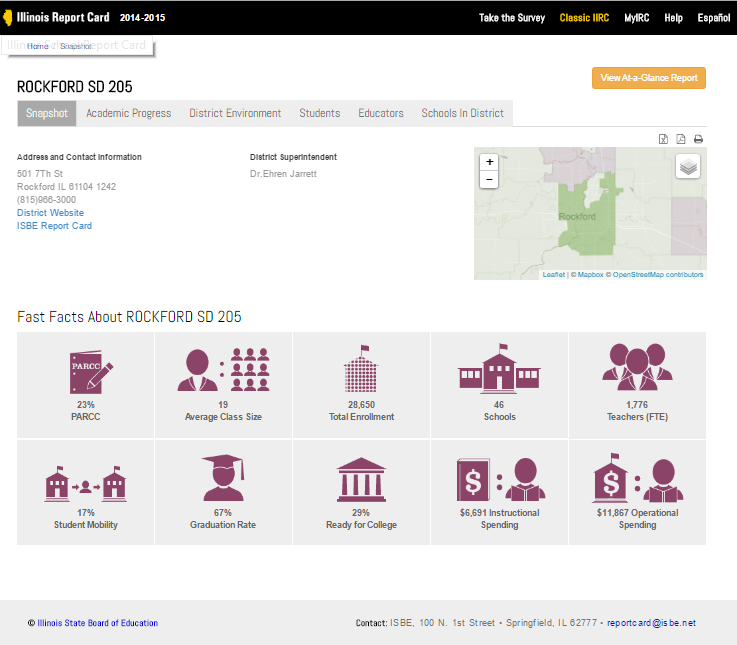 Illinois Report Card 2014-2015
Take the Survey Classic IIRC MyIRC Help Español
Home Snapshot
ROCKFORD SD 205
View At-a-Glance Report
Snapshot Academic Progress District Environment Students Educators Schools In District
Address and Contact Information
501 7Th St
Rockford IL 61104 1242
(815)966-3000
District Website
ISBE Report Card
District Superintendent
Dr.Ehren Jarrett
+
−
Rockford
Leaflet | © Mapbox © OpenStreetMap contributors
Fast Facts About ROCKFORD SD 205
PARCC
23%
PARCC
19
Average Class Size
28,650
Total Enrollment
46
Schools
1,776
Teachers (FTE)
17%
Student Mobility
67%
Graduation Rate
29%
Ready for College
$
$6,691 Instructional
Spending
$
$11,867 Operational
Spending
© Illinois State Board of Education
Contact: ISBE, 100 N. 1st Street • Springfield, IL 62777 • reportcard@isbe.net